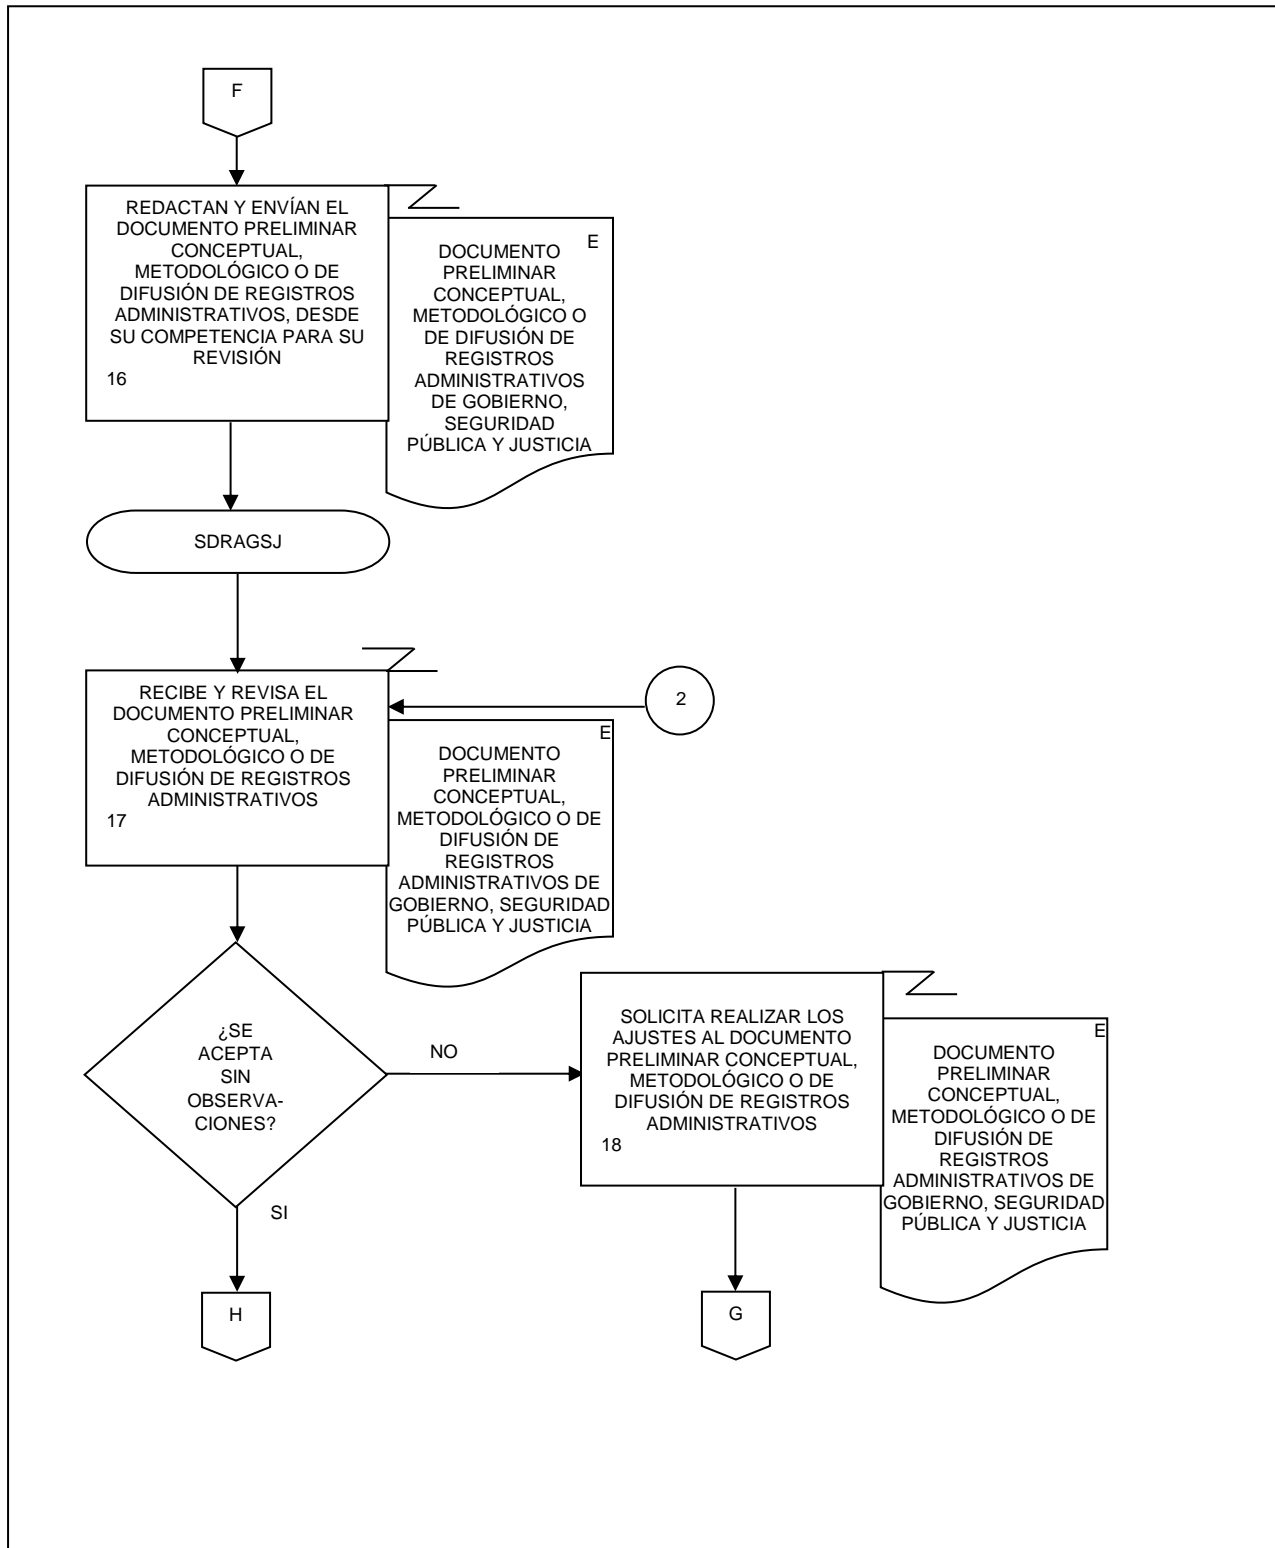 F
REDACTAN Y ENVÍAN EL
DOCUMENTO PRELIMINAR
CONCEPTUAL,
METODOLÓGICO O DE
DIFUSIÓN DE REGISTROS
ADMINISTRATIVOS, DESDE
SU COMPETENCIA PARA SU
REVISIÓN
16
E
DOCUMENTO
PRELIMINAR
CONCEPTUAL,
METODOLÓGICO O
DE DIFUSIÓN DE
REGISTROS
ADMINISTRATIVOS
DE GOBIERNO,
SEGURIDAD
PÚBLICA Y JUSTICIA
SDRAGSJ
RECIBE Y REVISA EL
DOCUMENTO PRELIMINAR
CONCEPTUAL,
METODOLÓGICO O DE
DIFUSIÓN DE REGISTROS
ADMINISTRATIVOS
17
2
E
DOCUMENTO
PRELIMINAR
CONCEPTUAL,
METODOLÓGICO O DE
DIFUSIÓN DE
REGISTROS
ADMINISTRATIVOS DE
GOBIERNO, SEGURIDAD
PÚBLICA Y JUSTICIA
¿SE
ACEPTA
SIN
OBSERVA-
CIONES?
NO
SI
SOLICITA REALIZAR LOS
AJUSTES AL DOCUMENTO
PRELIMINAR CONCEPTUAL,
METODOLÓGICO O DE
DIFUSIÓN DE REGISTROS
ADMINISTRATIVOS
18
E
DOCUMENTO
PRELIMINAR
CONCEPTUAL,
METODOLÓGICO O DE
DIFUSIÓN DE
REGISTROS
ADMINISTRATIVOS DE
GOBIERNO, SEGURIDAD
PÚBLICA Y JUSTICIA
H
G